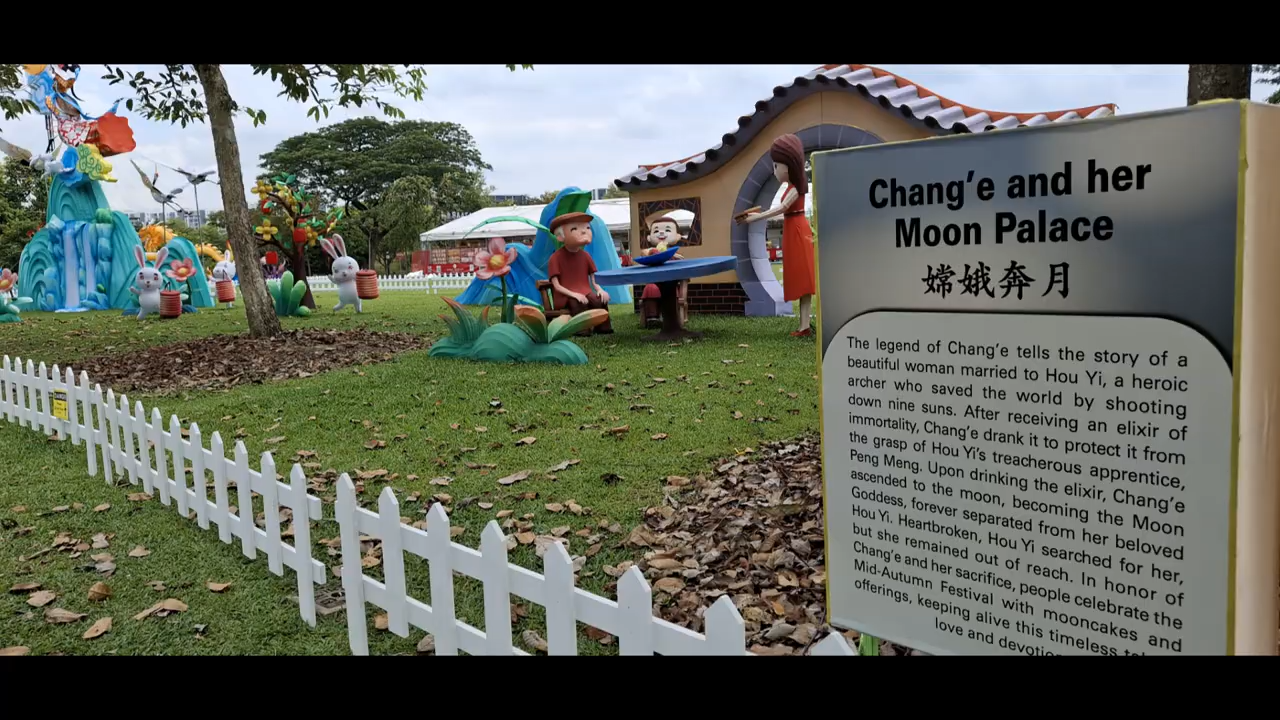 Chang'e and her
Moon Palace
嫦娥奔月
The legend of Chang'e tells the story of a
beautiful woman married to Hou Yi, a heroic
archer who saved the world by shooting
down nine suns. After receiving an elixir of
immortality, Chang'e drank it to protect it from
the grasp of Hou Yi's treacherous apprentice,
Peng Meng. Upon drinking the elixir, Chang'e
ascended to the moon, becoming the Moon
Goddess, forever separated from her beloved
Hou Yi. Heartbroken, Hou Yi searched for her,
but she remained out of reach. In honor of
Chang'e and her sacrifice, people celebrate the
Mid-Autumn Festival with mooncakes and
offerings, keeping alive this timeless
love and